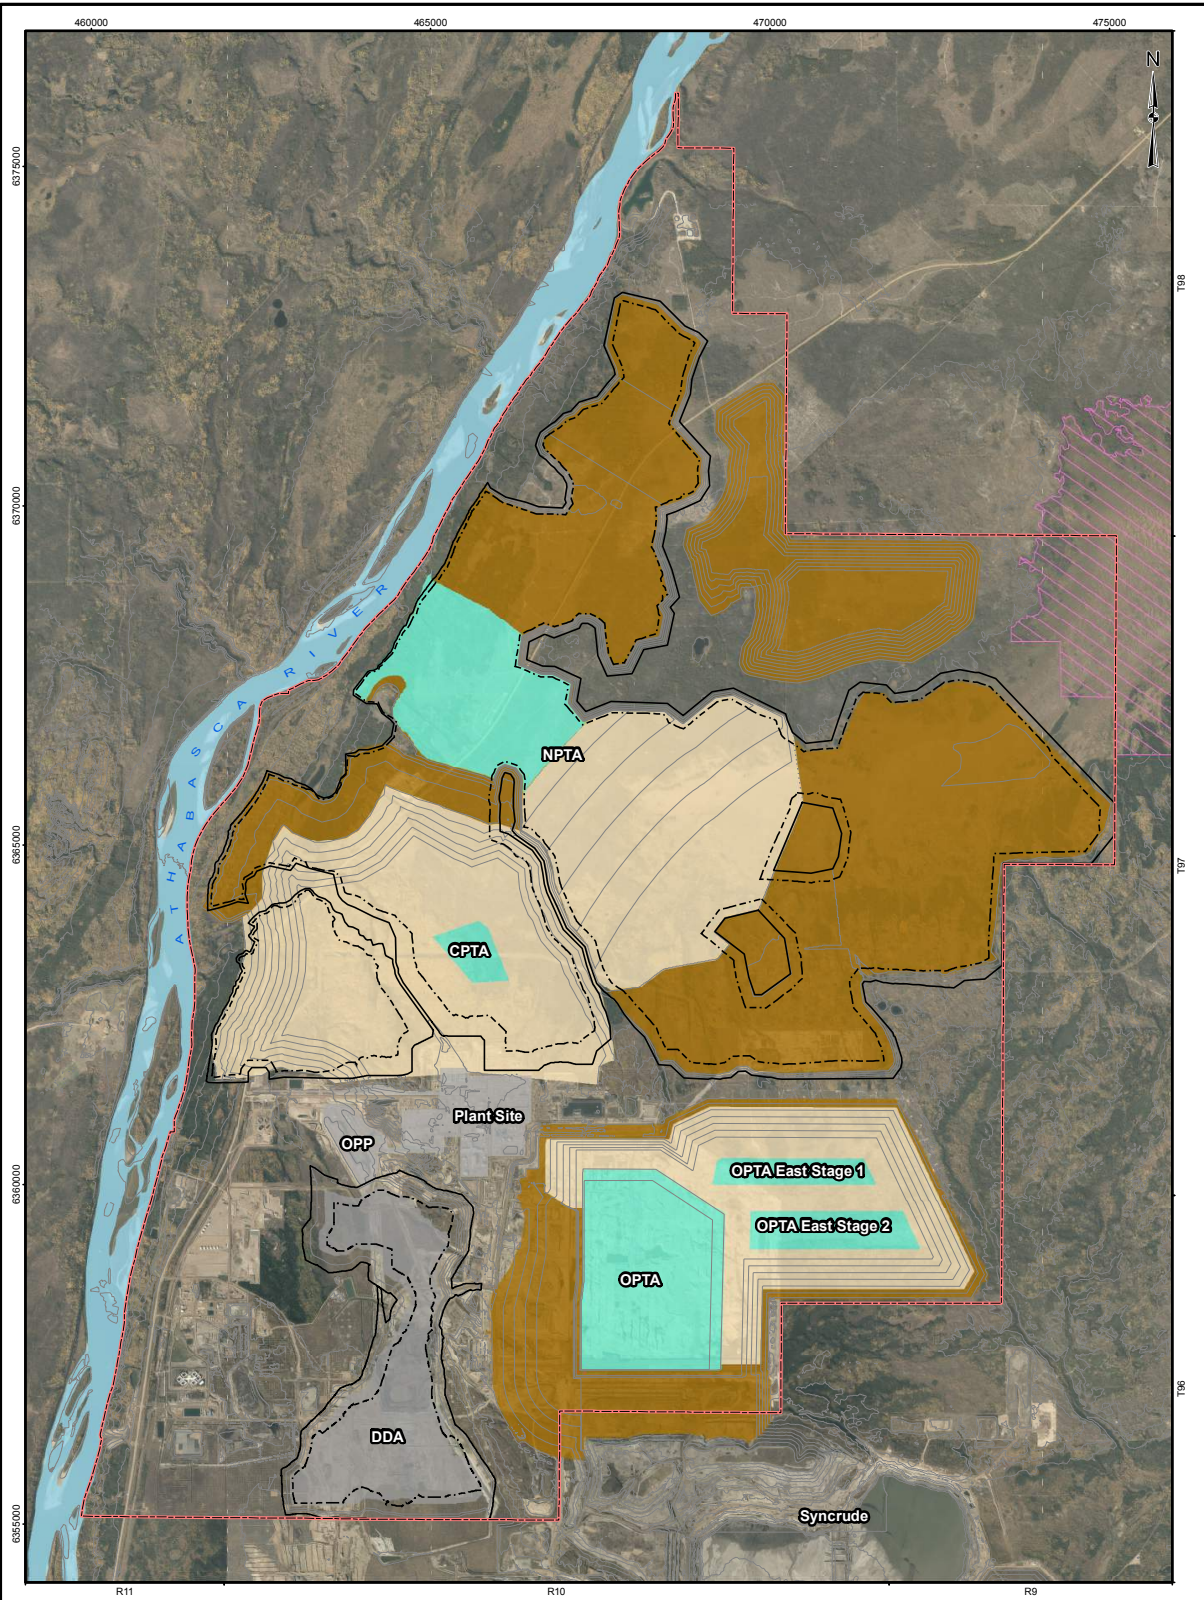 460000
465000
470000
475000
N
6375000
T98
6370000
ATHABASCA RIVER
NPTA
6365000
T97
CPTA
Plant Site
OPP
OPTA East Stage 1
6360000
OPTA East Stage 2
OPTA
T96
DDA
Syncrude
6355000
R11
R10
R9